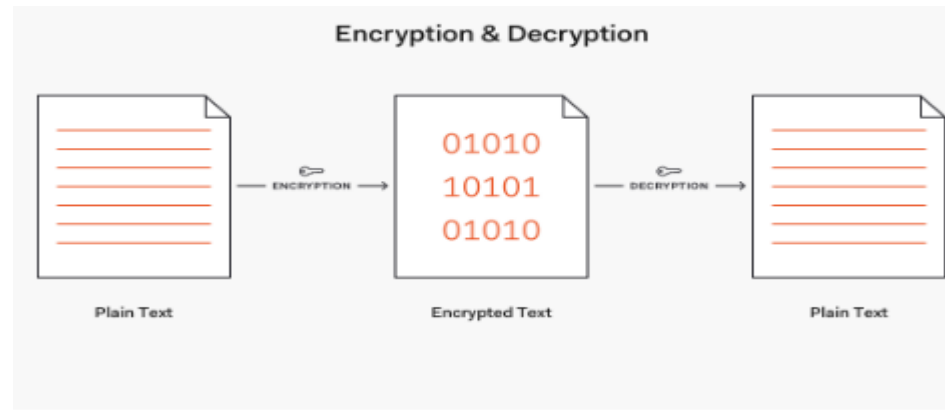 Encryption & Decryption
01010
10101
01010
ENCRYPTION
DECRYPTION
Plain Text
Encrypted Text
Plain Text